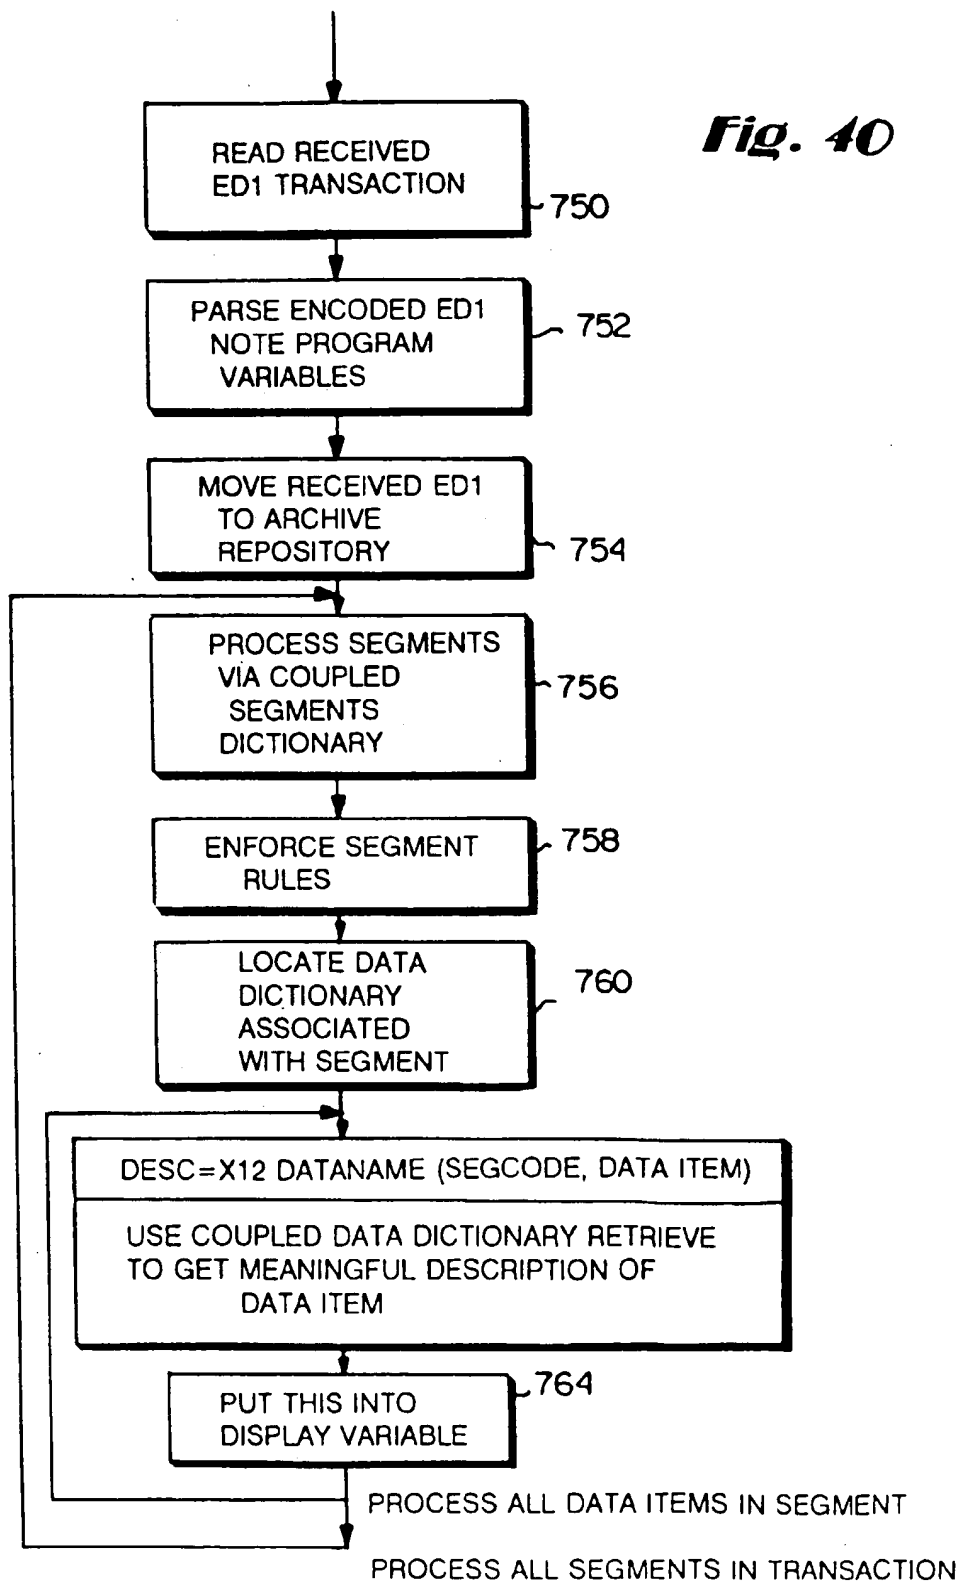 Fig. 40
READ RECEIVED
ED1 TRANSACTION
750
PARSE ENCODED ED1
NOTE PROGRAM
VARIABLES
752
MOVE RECEIVED ED1
TO ARCHIVE
REPOSITORY
754
PROCESS SEGMENTS
VIA COUPLED
SEGMENTS
DICTIONARY
756
ENFORCE SEGMENT
RULES
758
LOCATE DATA
DICTIONARY
ASSOCIATED
WITH SEGMENT
760
DESC=X12 DATANAME (SEGCODE, DATA ITEM)
USE COUPLED DATA DICTIONARY RETRIEVE
TO GET MEANINGFUL DESCRIPTION OF
DATA ITEM
PUT THIS INTO
DISPLAY VARIABLE
764
PROCESS ALL DATA ITEMS IN SEGMENT
PROCESS ALL SEGMENTS IN TRANSACTION